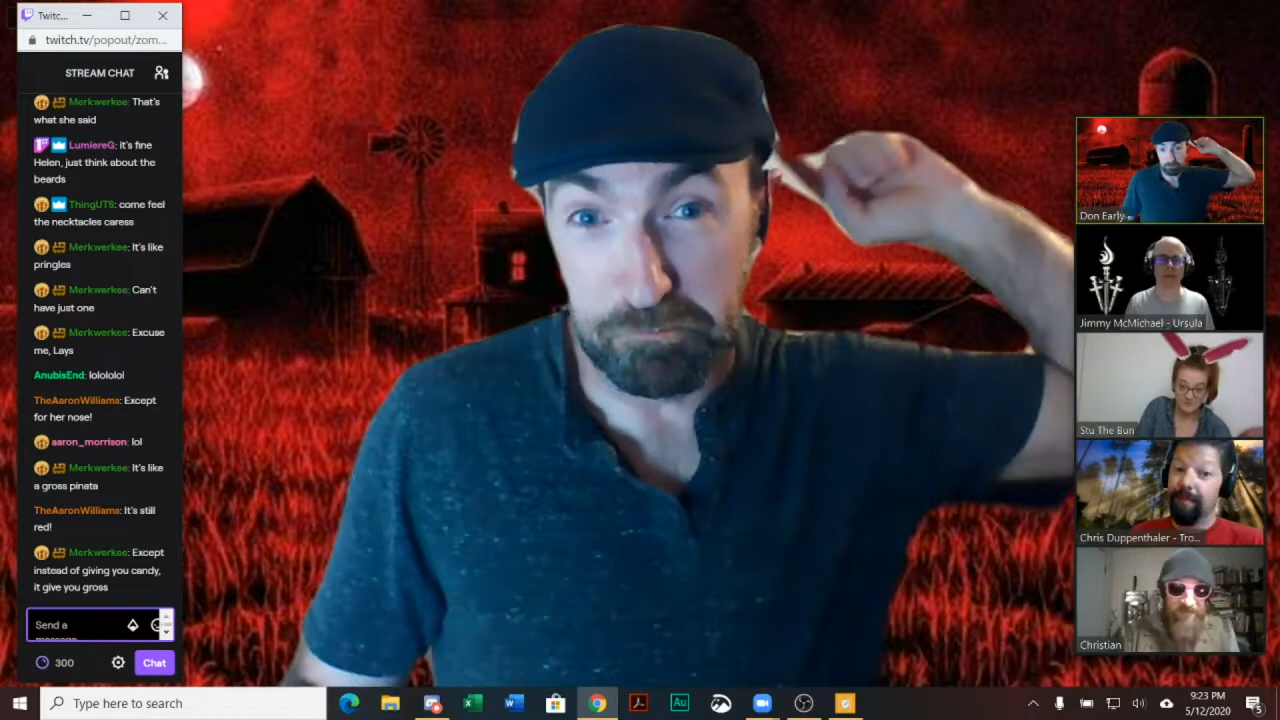 Twitc...
twitch.tv/popout/zom...
STREAM CHAT
Merkwerkee: That's
what she said
LumiereG: it's fine
Helen, just think about the
beards
ThingUTS: come feel
the necktacles caress
Merkwerkee: It's like
pringles
Merkwerkee: Can't
have just one
Merkwerkee: Excuse
me, Lays
AnubisEnd: lolololol
TheAaronWilliams: Except
for her nose!
aaron_morrison: lol
Merkwerkee: It's like
a gross pinata
TheAaronWilliams: It's still
red!
Merkwerkee: Except
instead of giving you candy,
it give you gross
Send a
message
300
Chat
Don Early
Jimmy McMichael - Ursula
Stu The Bun
Chris Duppenthaler - Tro...
Christian
Type here to search
Au
9:23 PM
5/12/2020
5